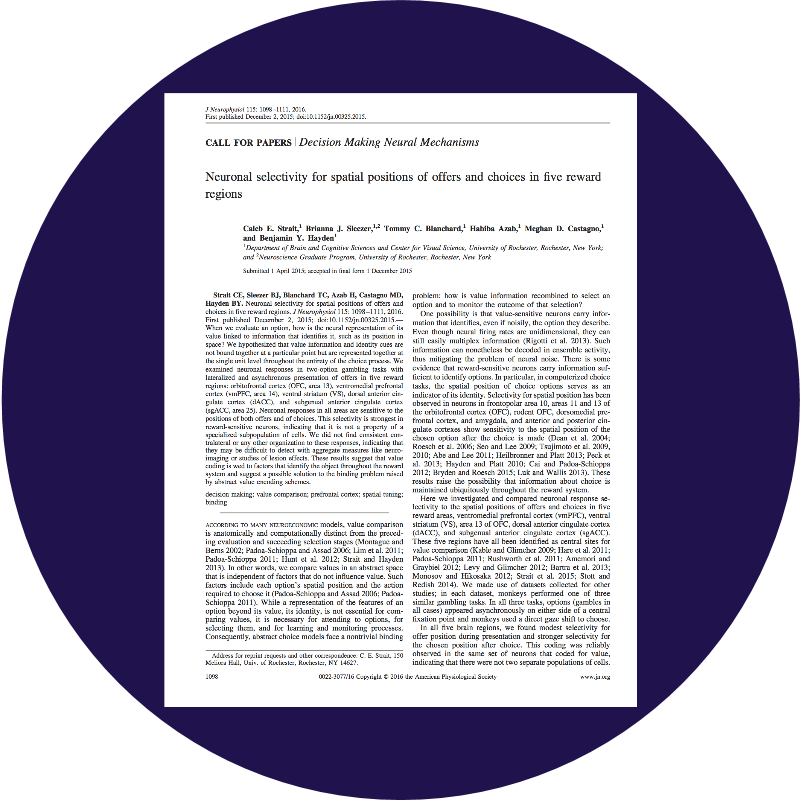 J Neurophysiol 115: 1098–1111, 2016.
First published December 2, 2015; doi:10.1152/jn.00325.2015.
CALL FOR PAPERS | Decision Making Neural Mechanisms
Neuronal selectivity for spatial positions of offers and choices in five reward
regions
Caleb E. Strait,1 Brianna J. Sleezer,1,2 Tommy C. Blanchard,1 Habiba Azab,1 Meghan D. Castagno,1
and Benjamin Y. Hayden1
1Department of Brain and Cognitive Sciences and Center for Visual Science, University of Rochester, Rochester, New York;
and 2Neuroscience Graduate Program, University of Rochester, Rochester, New York
Submitted 1 April 2015; accepted in final form 1 December 2015
Strait CE, Sleezer BJ, Blanchard TC, Azab H, Castagno MD,
Hayden BY. Neuronal selectivity for spatial positions of offers and
choices in five reward regions. J Neurophysiol 115: 1098–1111, 2016.
First published December 2, 2015; doi:10.1152/jn.00325.2015.—
When we evaluate an option, how is the neural representation of its
value linked to information that identifies it, such as its position in
space? We hypothesized that value information and identity cues are
not bound together at a particular point but are represented together at
the single unit level throughout the entirety of the choice process. We
examined neuronal responses in two-option gambling tasks with
lateralized and asynchronous presentation of offers in five reward
regions: orbitofrontal cortex (OFC, area 13), ventromedial prefrontal
cortex (vmPFC, area 14), ventral striatum (VS), dorsal anterior cin-
gulate cortex (dACC), and subgenual anterior cingulate cortex
(sgACC, area 25). Neuronal responses in all areas are sensitive to the
positions of both offers and of choices. This selectivity is strongest in
reward-sensitive neurons, indicating that it is not a property of a
specialized subpopulation of cells. We did not find consistent con-
tralateral or any other organization to these responses, indicating that
they may be difficult to detect with aggregate measures like neuro-
imaging or studies of lesion effects. These results suggest that value
coding is wed to factors that identify the object throughout the reward
system and suggest a possible solution to the binding problem raised
by abstract value encoding schemes.
decision making; value comparison; prefrontal cortex; spatial tuning;
binding
ACCORDING TO MANY NEUROECONOMIC models, value comparison
is anatomically and computationally distinct from the preced-
ing evaluation and succeeding selection stages (Montague and
Berns 2002; Padoa-Schioppa and Assad 2006; Lim et al. 2011;
Padoa-Schioppa 2011; Hunt et al. 2012; Strait and Hayden
2013). In other words, we compare values in an abstract space
that is independent of factors that do not influence value. Such
factors include each option's spatial position and the action
required to choose it (Padoa-Schioppa and Assad 2006; Padoa-
Schioppa 2011). While a representation of the features of an
option beyond its value, its identity, is not essential for com-
paring values, it is necessary for attending to options, for
selecting them, and for learning and monitoring processes.
Consequently, abstract choice models face a nontrivial binding
Address for reprint requests and other correspondence: C. E. Strait, 150
Meliora Hall, Univ. of Rochester, Rochester, NY 14627.
problem: how is value information recombined to select an
option and to monitor the outcome of that selection?
One possibility is that value-sensitive neurons carry infor-
mation that identifies, even if noisily, the option they describe.
Even though neural firing rates are unidimensional, they can
still easily multiplex information (Rigotti et al. 2013). Such
information can nonetheless be decoded in ensemble activity,
thus mitigating the problem of neural noise. There is some
evidence that reward-sensitive neurons carry information suf-
ficient to identify options. In particular, in computerized choice
tasks, the spatial position of choice options serves as an
indicator of its identity. Selectivity for spatial position has been
observed in neurons in frontopolar area 10, areas 11 and 13 of
the orbitofrontal cortex (OFC), rodent OFC, dorsomedial pre-
frontal cortex, and amygdala, and anterior and posterior cin-
gulate cortexes show sensitivity to the spatial position of the
chosen option after the choice is made (Dean et al. 2004;
Roesch et al. 2006; Seo and Lee 2009; Tsujimoto et al. 2009,
2010; Abe and Lee 2011; Heilbronner and Platt 2013; Peck et
al. 2013; Hayden and Platt 2010; Cai and Padoa-Schioppa
2012; Bryden and Roesch 2015; Luk and Wallis 2013). These
results raise the possibility that information about choice is
maintained ubiquitously throughout the reward system.
Here we investigated and compared neuronal response se-
lectivity to the spatial positions of offers and choices in five
reward areas, ventromedial prefrontal cortex (vmPFC), ventral
striatum (VS), area 13 of OFC, dorsal anterior cingulate cortex
(dACC), and subgenual anterior cingulate cortex (sgACC).
These five regions have all been identified as central sites for
value comparison (Kable and Glimcher 2009; Hare et al. 2011;
Padoa-Schioppa 2011; Rushworth et al. 2011; Amemori and
Graybiel 2012; Levy and Glimcher 2012; Bartra et al. 2013;
Monosov and Hikosaka 2012; Strait et al. 2015; Stott and
Redish 2014). We made use of datasets collected for other
studies; in each dataset, monkeys performed one of three
similar gambling tasks. In all three tasks, options (gambles in
all cases) appeared asynchronously on either side of a central
fixation point and monkeys used a direct gaze shift to choose.
In all five brain regions, we found modest selectivity for
offer position during presentation and stronger selectivity for
the chosen position after choice. This coding was reliably
observed in the same set of neurons that coded for value,
indicating that there were not two separate populations of cells.
1098
0022-3077/16 Copyright © 2016 the American Physiological Society
www.jn.org